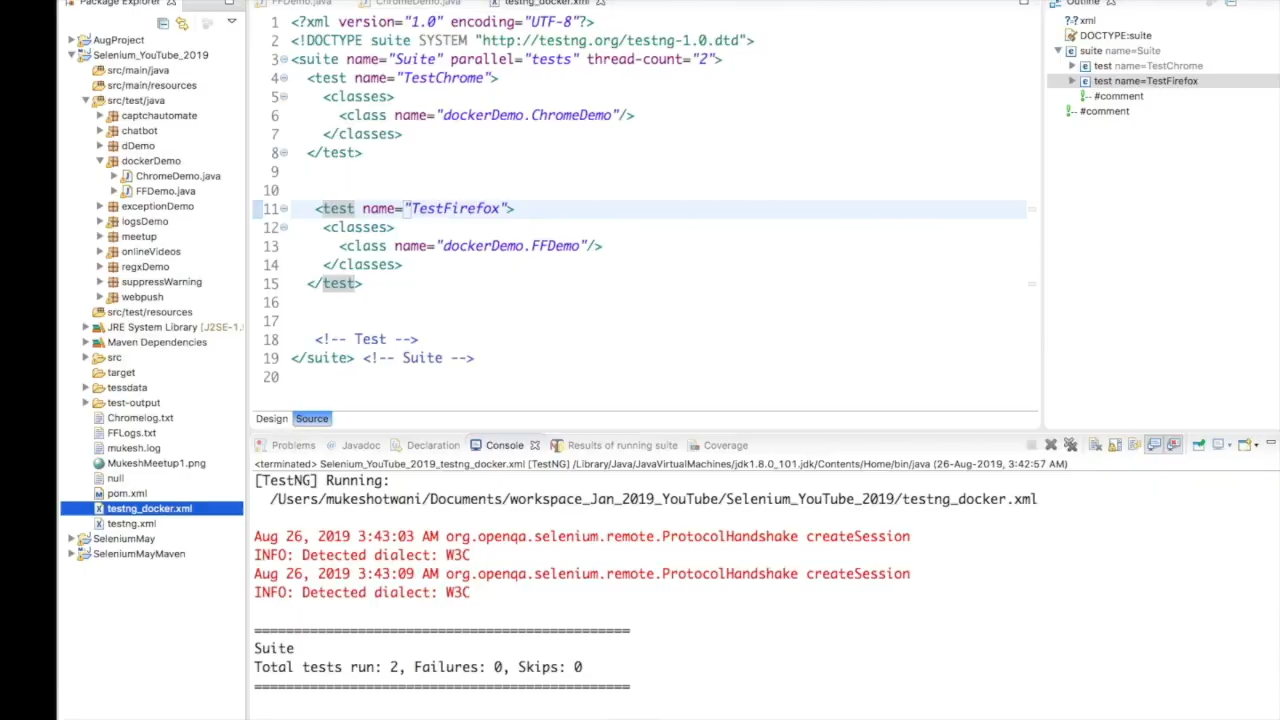 Package Explorer
FFDemo.java
ChromeDemo.java
testng_docker.xml
Outline
AugProject
Selenium_YouTube_2019
src/main/java
src/main/resources
src/test/java
captchautomate
chatbot
dDemo
dockerDemo
ChromeDemo.java
FFDemo.java
exceptionDemo
logsDemo
meetup
onlineVideos
regxDemo
suppressWarning
webpush
src/test/resources
JRE System Library [J2SE-1.5
Maven Dependencies
src
target
tessdata
test-output
Chromelog.txt
FFLogs.txt
mukesh.log
MukeshMeetup1.png
null
pom.xml
testng_docker.xml
testng.xml
SeleniumMay
SeleniumMayMaven
1 <?xml version="1.0" encoding="UTF-8"?>
2 <!DOCTYPE suite SYSTEM "http://testng.org/testng-1.0.dtd">
3 <suite name="Suite" parallel="tests" thread-count="2">
4 <test name="TestChrome">
5 <classes>
6 <class name="dockerDemo.ChromeDemo"/>
7 </classes>
8 </test>
9
10
11 <test name="TestFirefox">
12 <classes>
13 <class name="dockerDemo.FFDemo"/>
14 </classes>
15 </test>
16
17
18 <!-- Test -->
19 </suite> <!-- Suite -->
20
Design Source
xml
DOCTYPE:suite
suite name=Suite
test name=TestChrome
test name=TestFirefox
#comment
#comment
Problems @ Javadoc Declaration Console Results of running suite Coverage
<terminated> Selenium_YouTube_2019_testng_docker.xml [TestNG] /Library/Java/JavaVirtualMachines/jdk1.8.0_101.jdk/Contents/Home/bin/java (26-Aug-2019, 3:42:57 AM)
[TestNG] Running:
/Users/mukeshotwani/Documents/workspace_Jan_2019_YouTube/Selenium_YouTube_2019/testng_docker.xml
Aug 26, 2019 3:43:03 AM org.openqa.selenium.remote.ProtocolHandshake createSession
INFO: Detected dialect: W3C
Aug 26, 2019 3:43:09 AM org.openqa.selenium.remote.ProtocolHandshake createSession
INFO: Detected dialect: W3C
===============================================
Suite
Total tests run: 2, Failures: 0, Skips: 0
===============================================